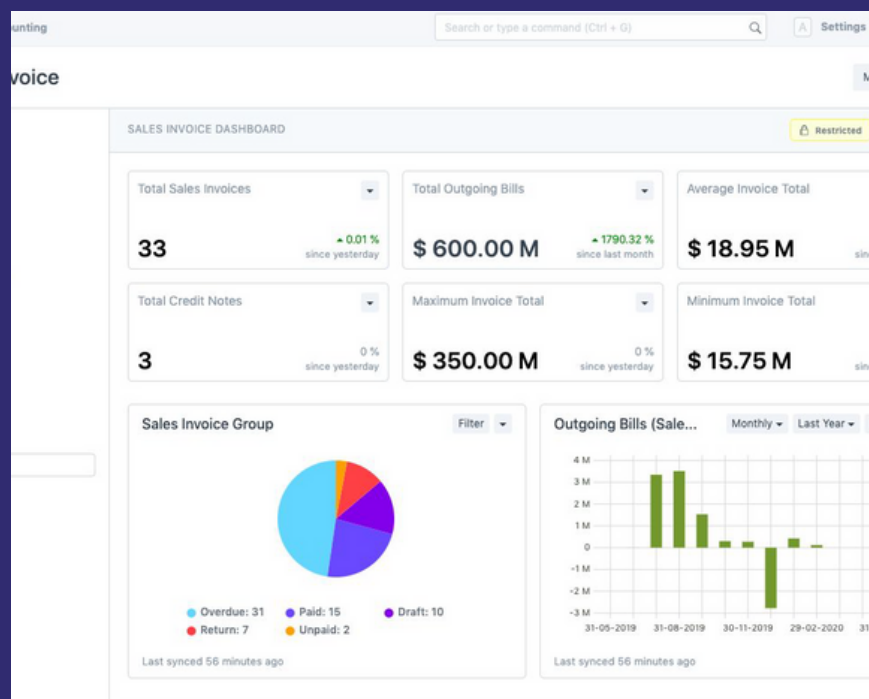 unting
Search or type a command (Ctrl + G)
A
Settings
voice
M
SALES INVOICE DASHBOARD
Restricted
Total Sales Invoices
33
0.01 %
since yesterday
Total Outgoing Bills
$ 600.00 M
1790.32 %
since last month
Average Invoice Total
$ 18.95 M
sin
Total Credit Notes
3
0 %
since yesterday
Maximum Invoice Total
$ 350.00 M
0 %
since yesterday
Minimum Invoice Total
$ 15.75 M
sin
Sales Invoice Group
Filter
Overdue: 31
Paid: 15
Draft: 10
Return: 7
Unpaid: 2
Last synced 56 minutes ago
Outgoing Bills (Sale...
Monthly
Last Year
4 M
3 M
2 M
1 M
0
-1 M
-2 M
-3 M
31-05-2019
31-08-2019
30-11-2019
29-02-2020
31
Last synced 56 minutes ago